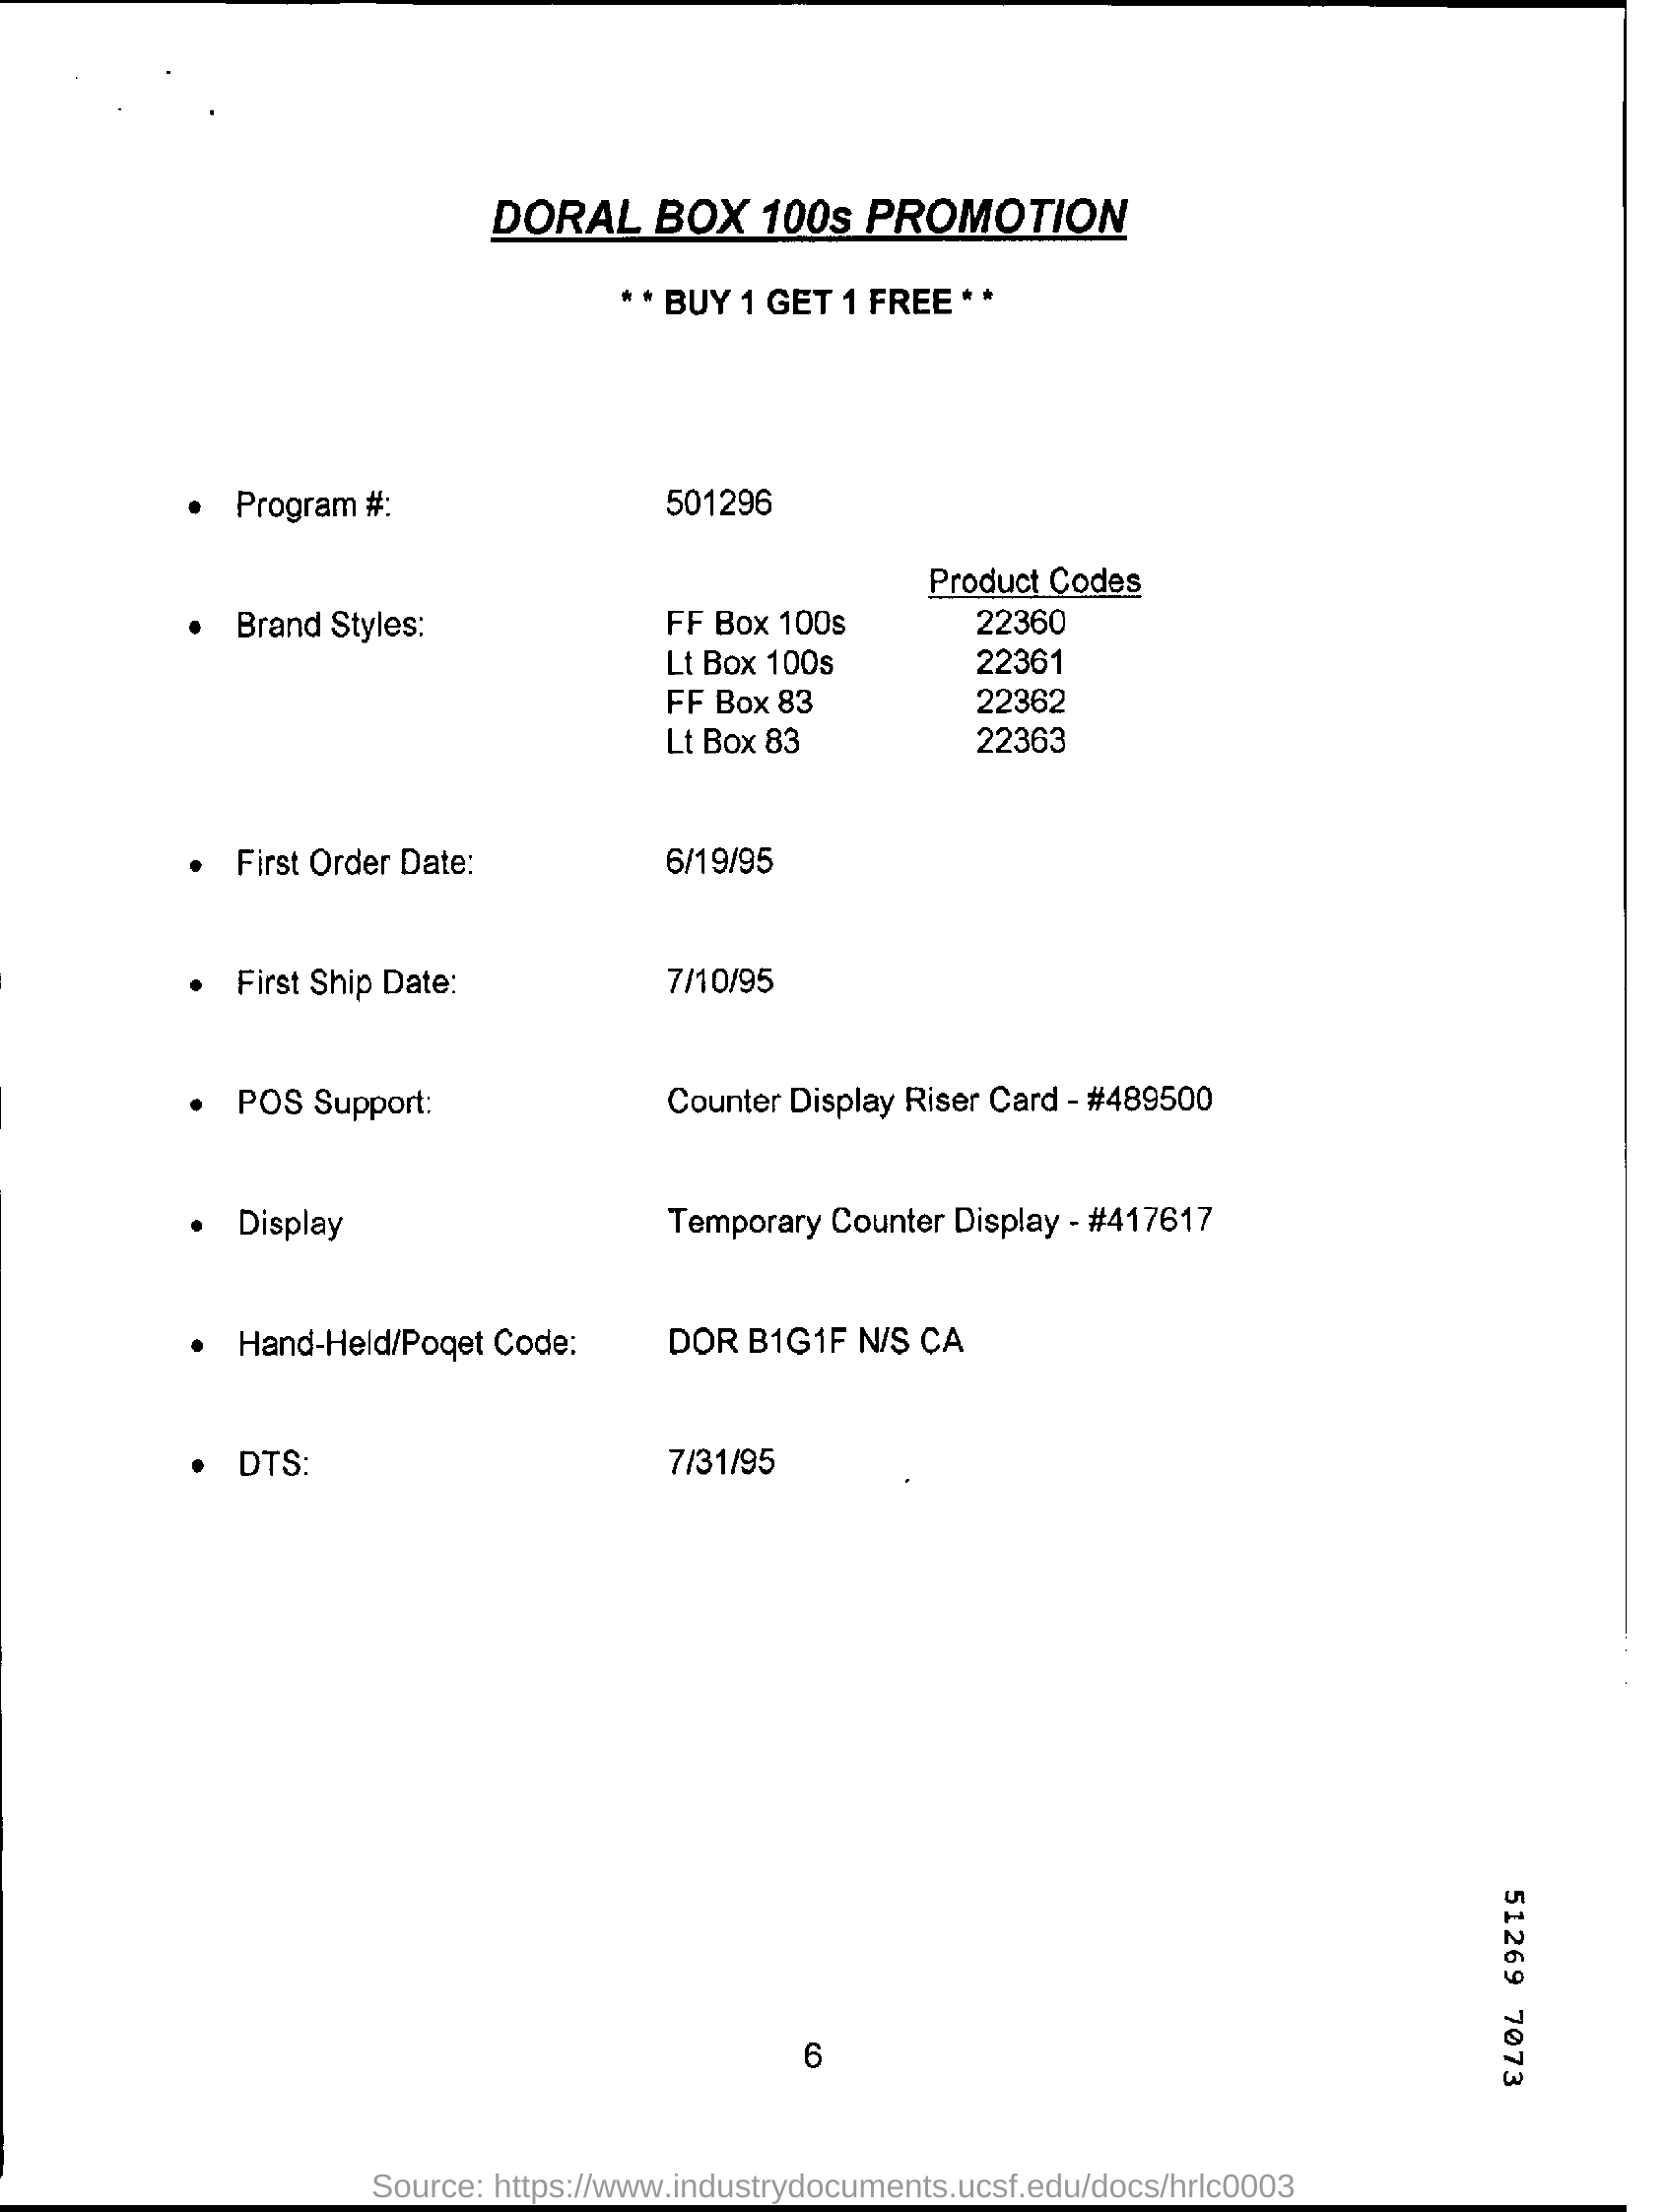 DORAL BOX 100s PROMOTION
* * BUY 1 GET 1 FREE * *
• Program #: 501296
Product Codes
• Brand Styles: FF Box 100s 22360
Lt Box 100s 22361
FF Box 83 22362
Lt Box 83 22363
• First Order Date: 6/19/95
• First Ship Date: 7/10/95
• POS Support: Counter Display Riser Card - #489500
• Display Temporary Counter Display - #417617
• Hand-Held/Poqet Code: DOR B1G1F N/S CA
• DTS: 7/31/95
51269 7073
6
Source: https://www.industrydocuments.ucsf.edu/docs/hrlc0003